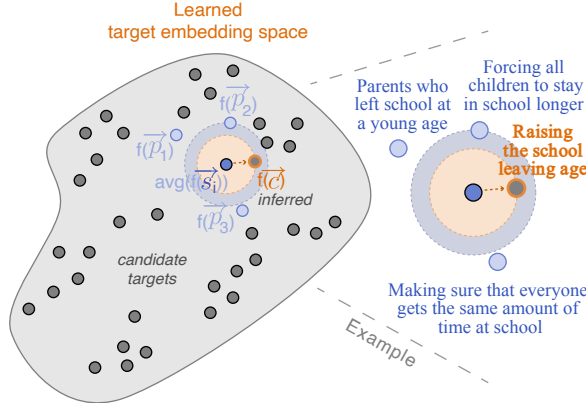 Learned
target embedding space
f(p₂)
f(p₁)
avg(f(sᵢ))
f(c)
inferred
f(p₃)
candidate
targets
Parents who
left school at
a young age
Forcing all
children to stay
in school longer
Raising
the school
leaving age
Making sure that everyone
gets the same amount of
time at school
Example